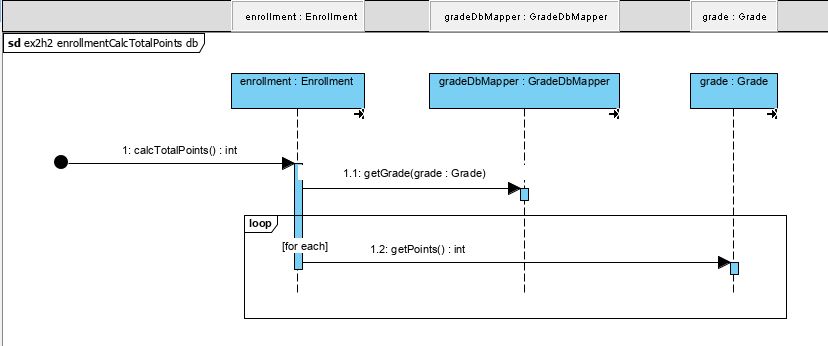 enrollment : Enrollment
gradeDbMapper : GradeDbMapper
grade : Grade
sd ex2h2 enrollmentCalcTotalPoints db
enrollment : Enrollment
gradeDbMapper : GradeDbMapper
grade : Grade
1: calcTotalPoints() : int
1.1: getGrade(grade : Grade)
loop
[for each]
1.2: getPoints() : int